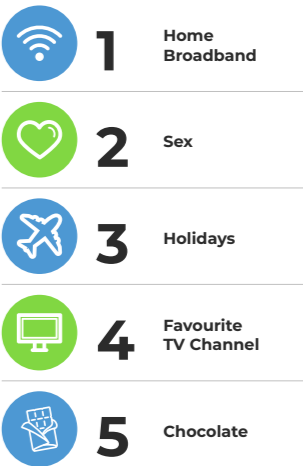 1
Home
Broadband
2
Sex
3
Holidays
4
Favourite
TV Channel
5
Chocolate